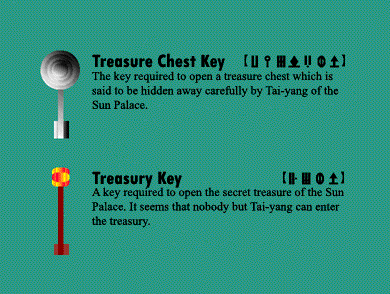 Treasure Chest Key
The key required to open a treasure chest which is
said to be hidden away carefully by Tai-yang of the
Sun Palace.
Treasury Key
A key required to open the secret treasure of the Sun
Palace. It seems that nobody but Tai-yang can enter
the treasury.